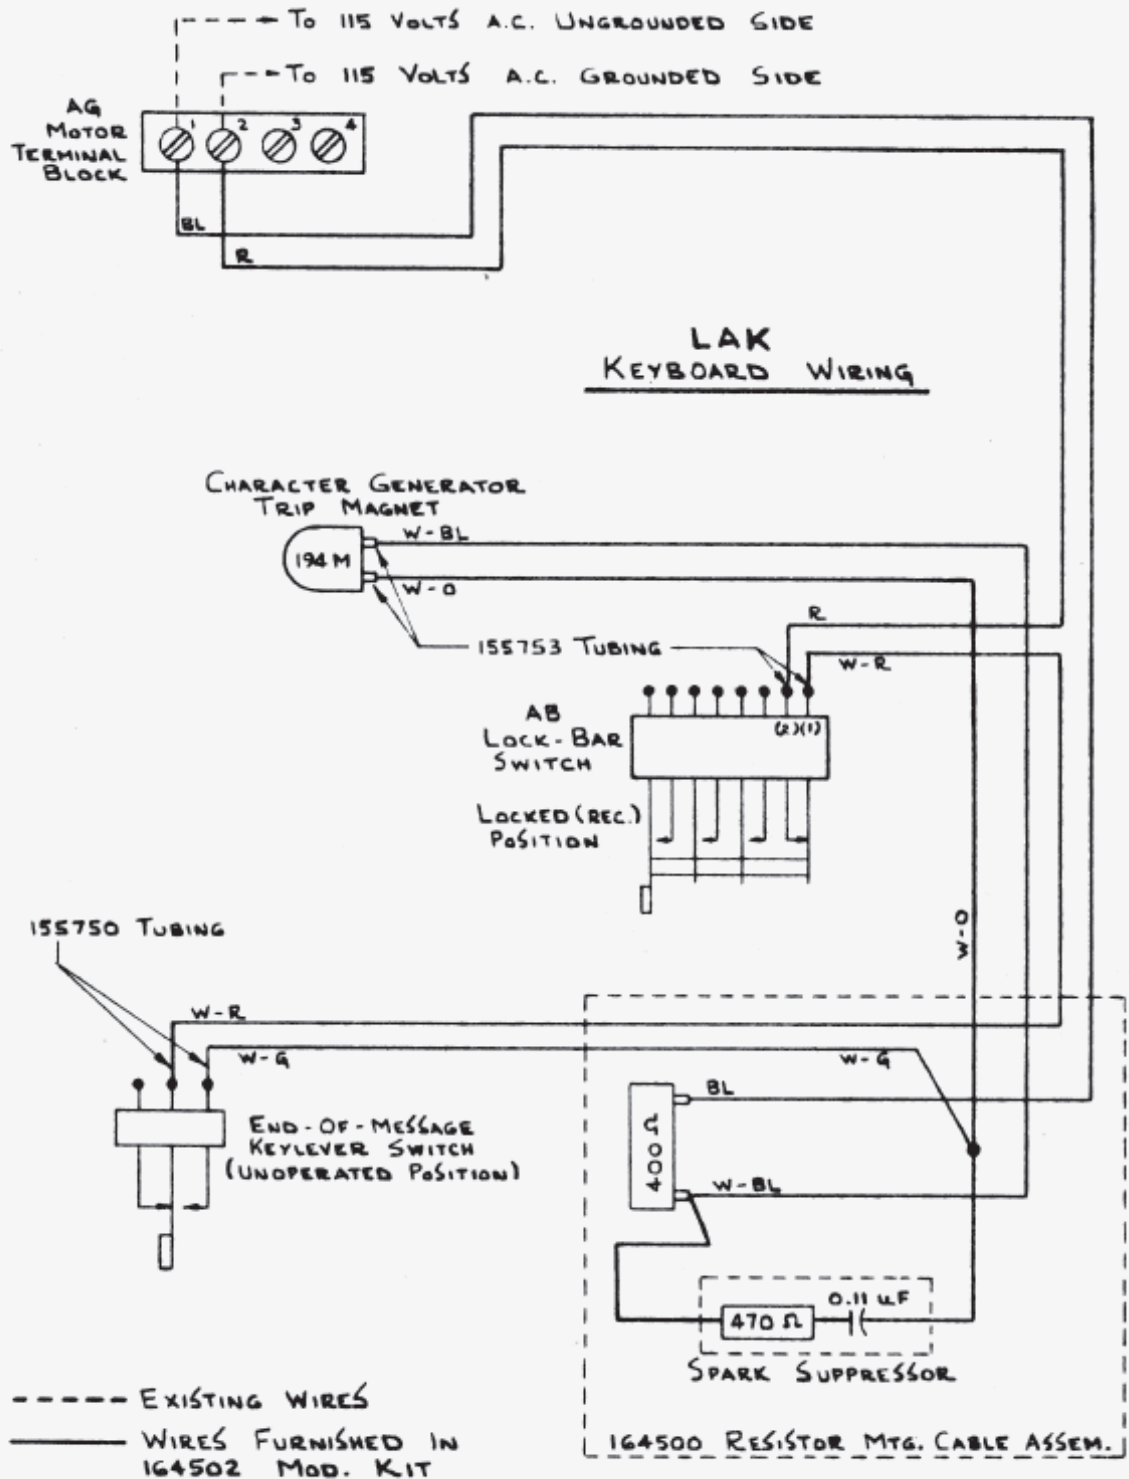 To 115 VOLTS A.C. UNGROUNDED SIDE
To 115 VOLTS A.C. GROUNDED SIDE
AG
MOTOR
TERMINAL
BLOCK
1 2 3 4
BL
R
LAK
KEYBOARD WIRING
CHARACTER GENERATOR
TRIP MAGNET
194 M
W-BL
W-O
R
155753 TUBING
W-R
AB
LOCK-BAR
SWITCH
(2)(1)
LOCKED (REC.)
POSITION
155750 TUBING
W-O
W-R
W-G
W-G
BL
END-OF-MESSAGE
KEYLEVER SWITCH
(UNOPERATED POSITION)
400 Ω
W-BL
0.11 uF
470 Ω
SPARK SUPPRESSOR
EXISTING WIRES
WIRES FURNISHED IN
164502 MOD. KIT
164500 RESISTOR MTG. CABLE ASSEM.